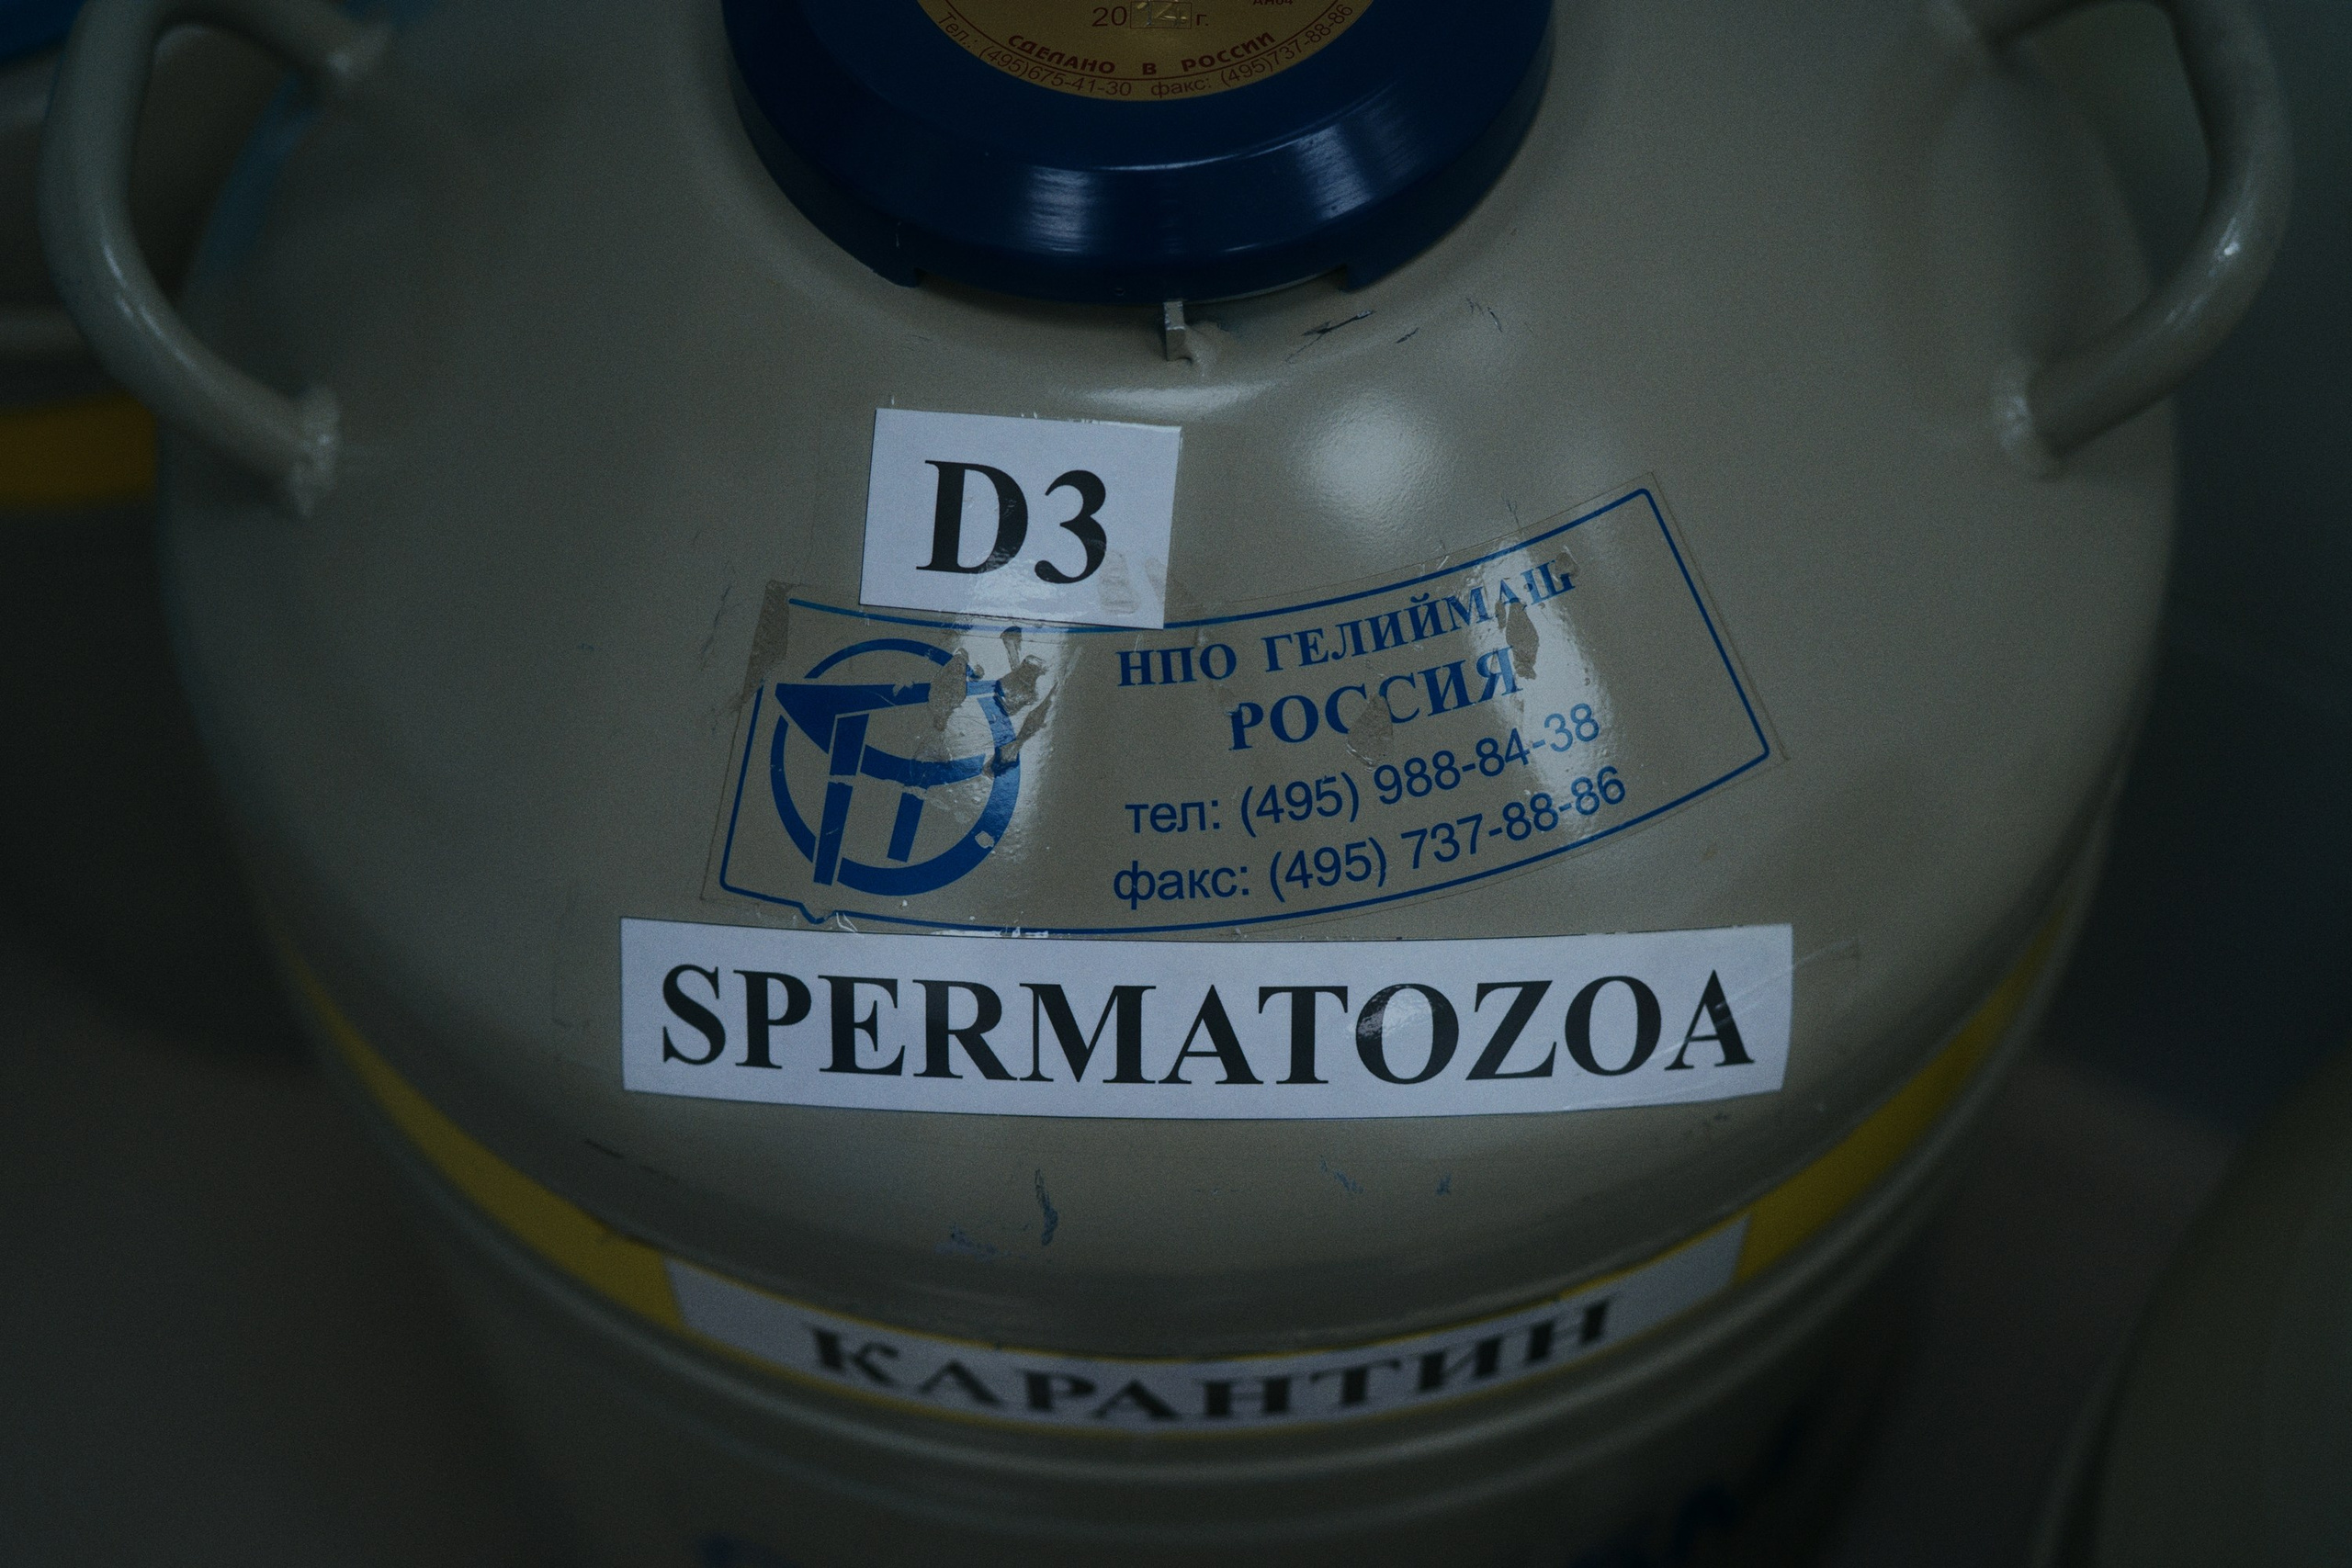 20 г.
СДЕЛАНО В РОССИИ
Тел.: (495)675-41-30 факс: (495)737-88-86
D3
НПО ГЕЛИЙМАШ
РОССИЯ
тел: (495) 988-84-38
факс: (495) 737-88-86
SPERMATOZOA
КАРАНТИН